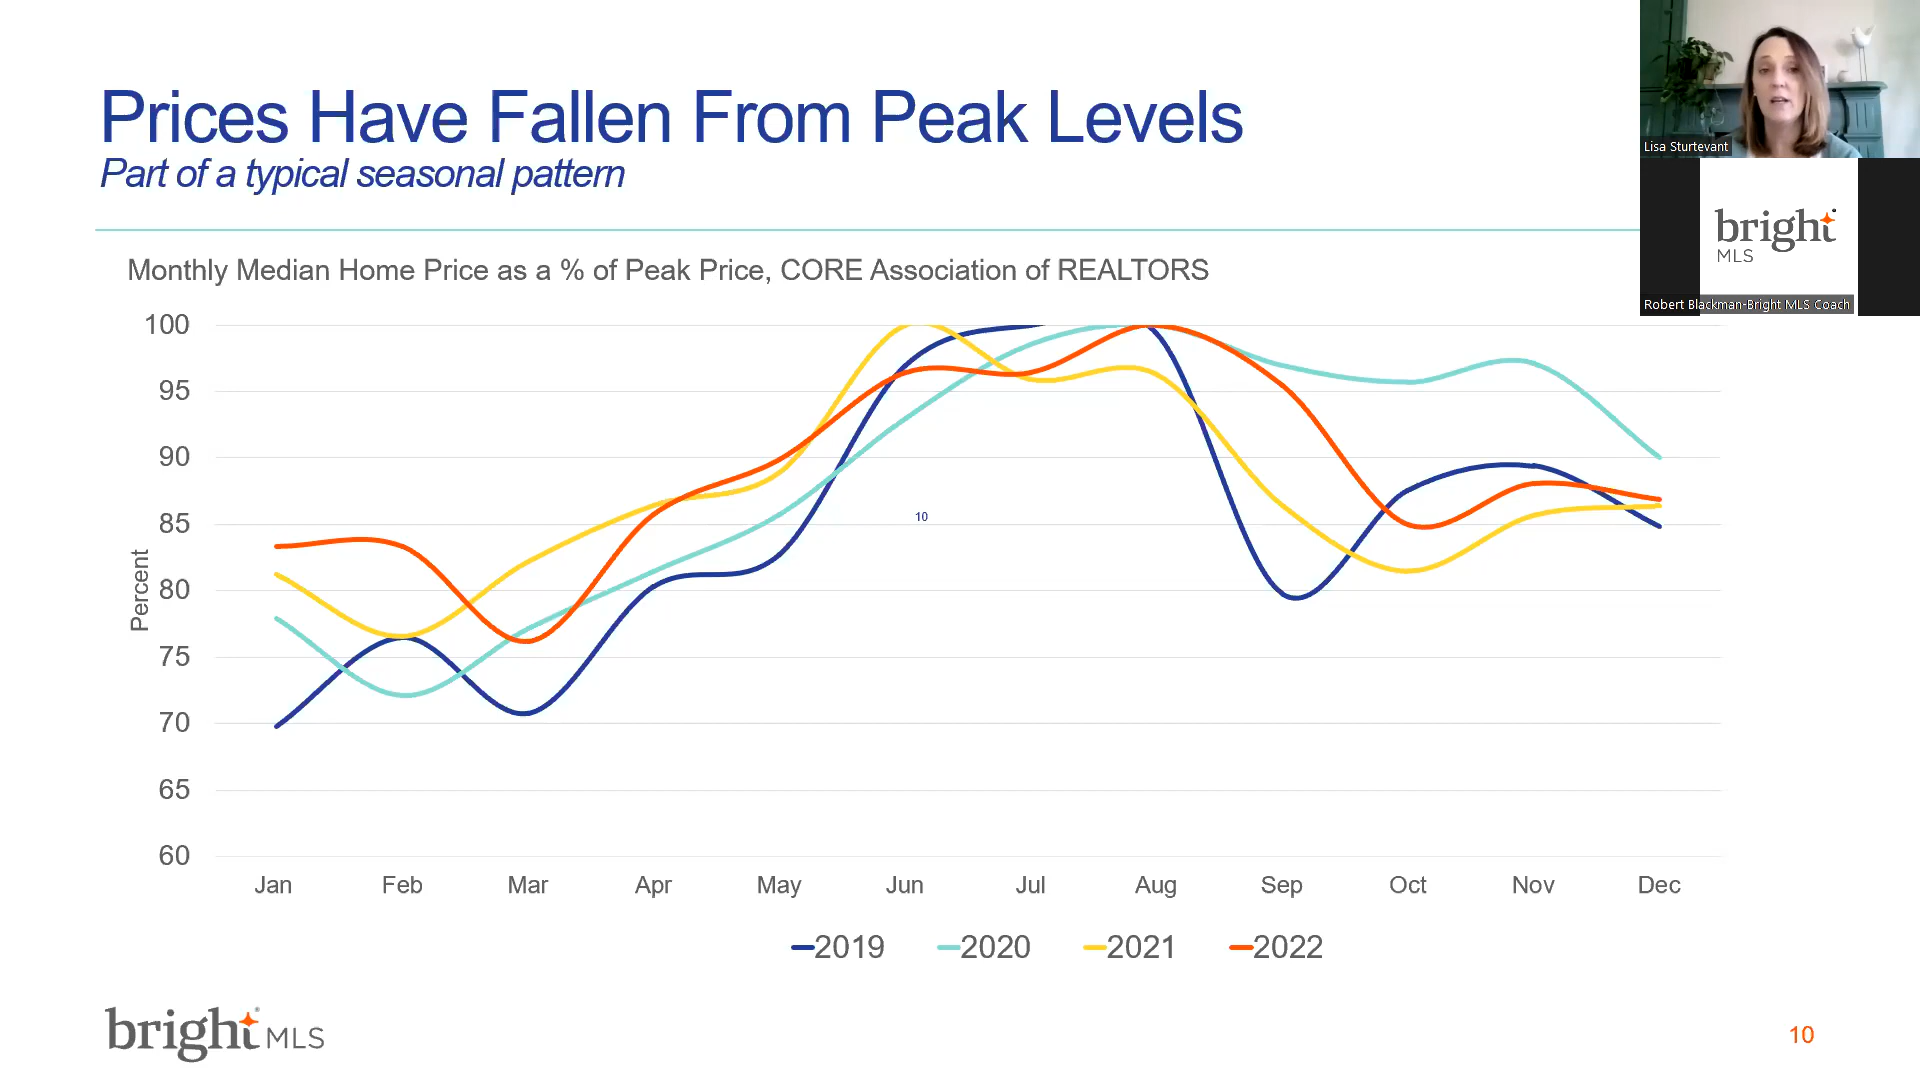 Prices Have Fallen From Peak Levels
Part of a typical seasonal pattern
Lisa Sturtevant
bright
MLS
Robert Blackman-Bright MLS Coach
Monthly Median Home Price as a % of Peak Price, CORE Association of REALTORS
100
95
90
85
80
75
70
65
60
Percent
10
Jan Feb Mar Apr May Jun Jul Aug Sep Oct Nov Dec
2019 2020 2021 2022
bright MLS
10